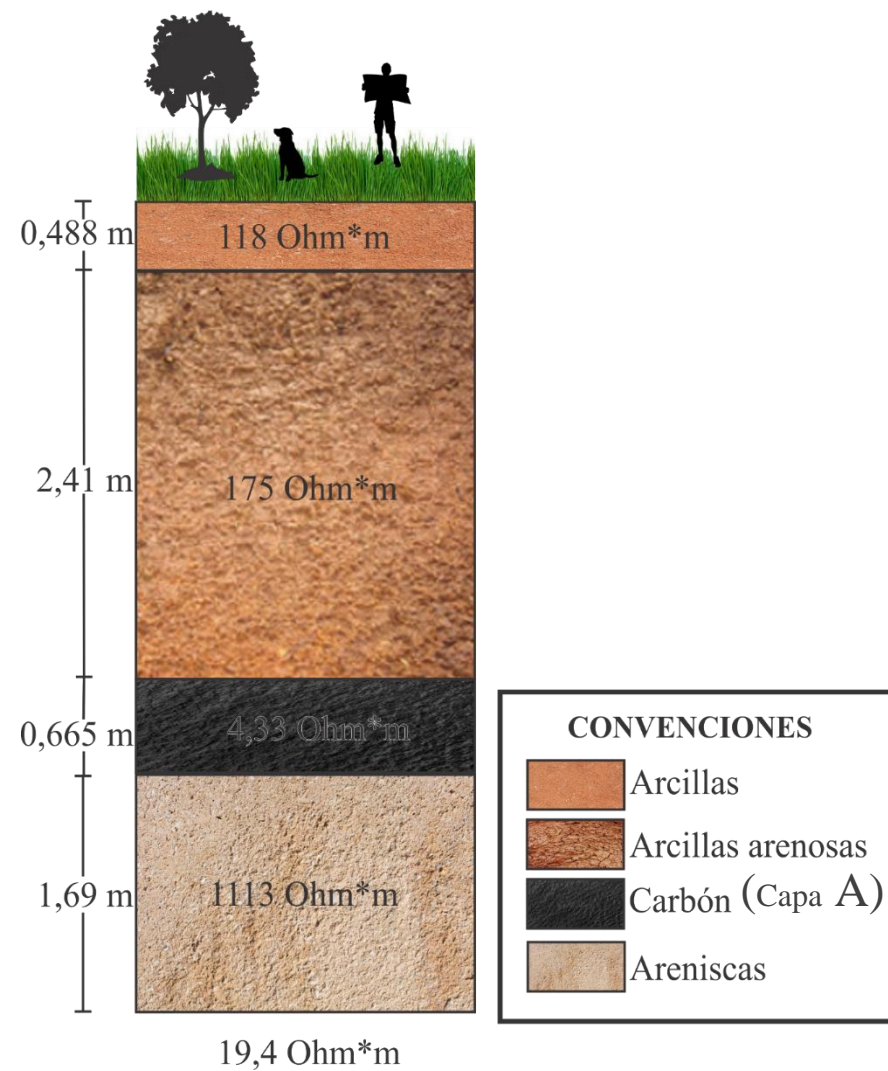 0,488 m
118 Ohm*m
2,41 m
175 Ohm*m
0,665 m
4,33 Ohm*m
1,69 m
1113 Ohm*m
19,4 Ohm*m
CONVENCIONES
Arcillas
Arcillas arenosas
Carbón (Capa A)
Areniscas